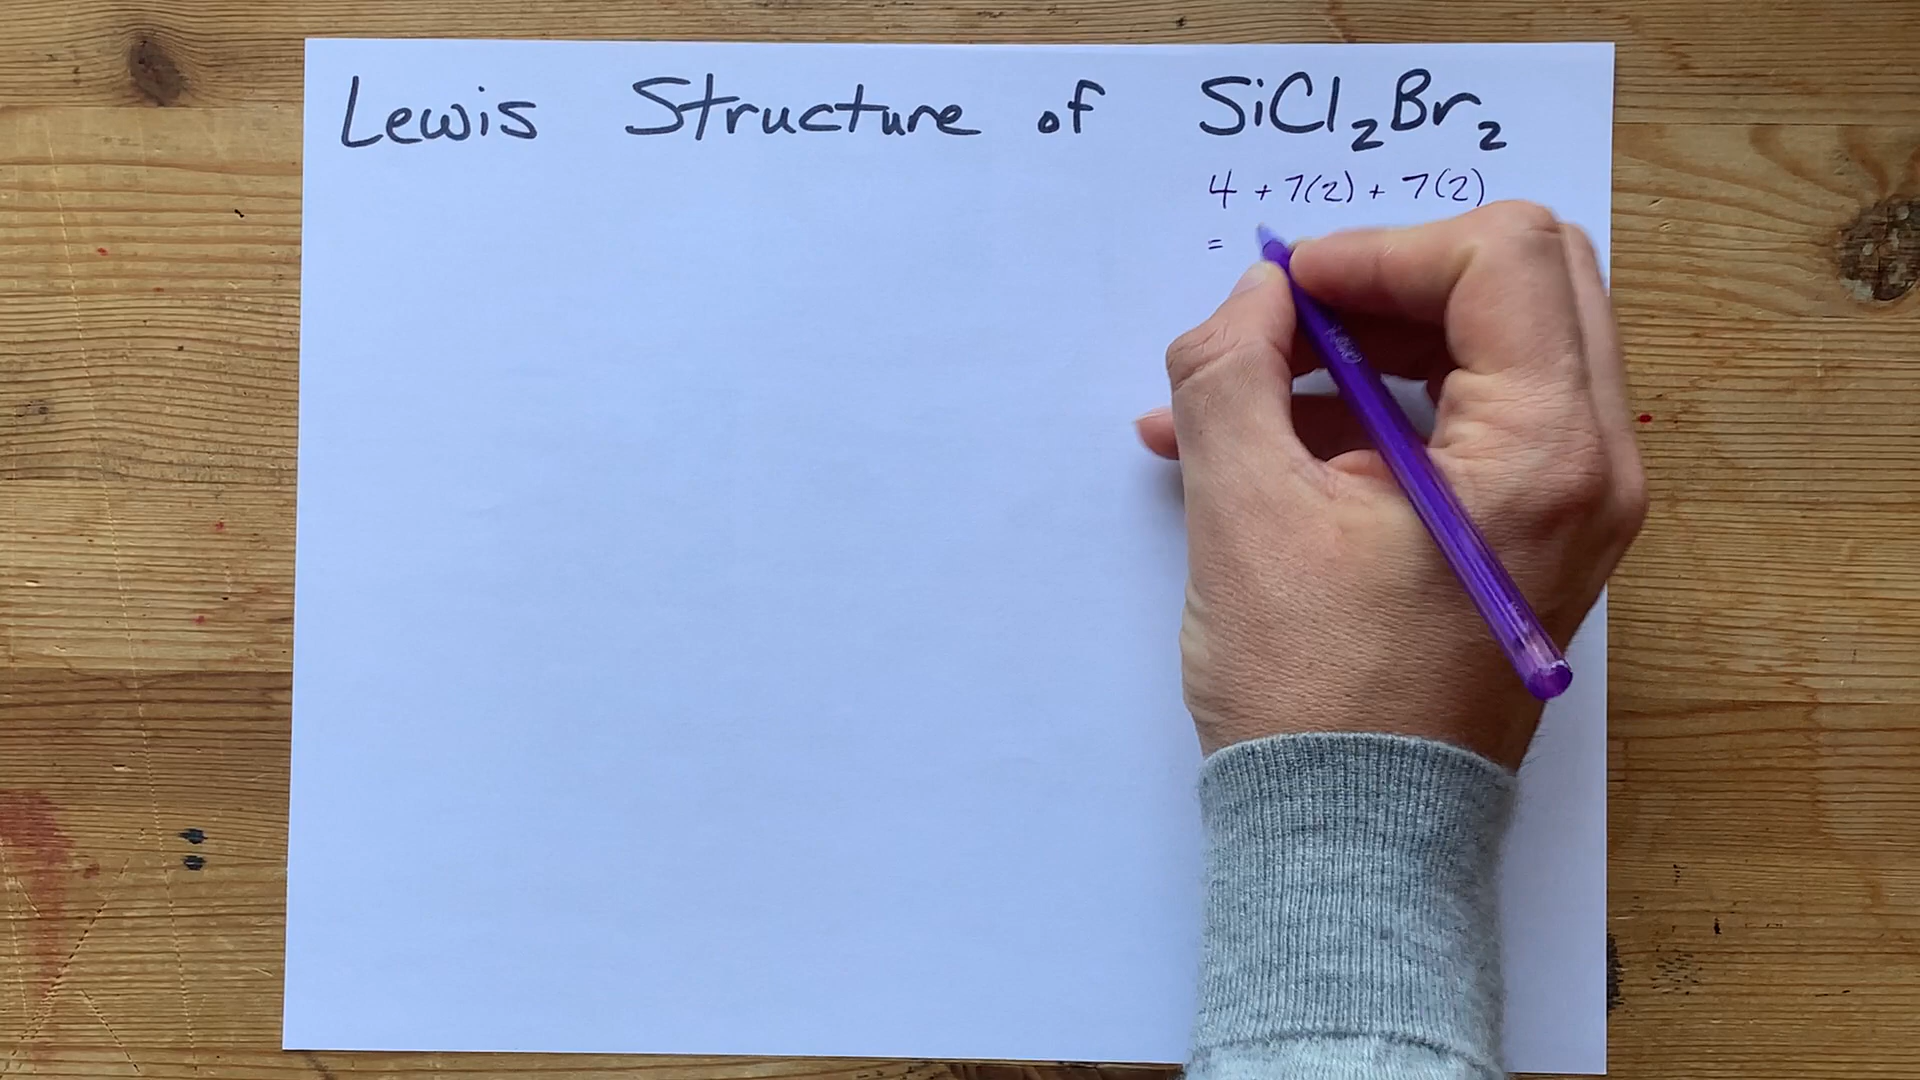 Lewis Structure of SiCl₂Br₂
4 + 7(2) + 7(2)
=